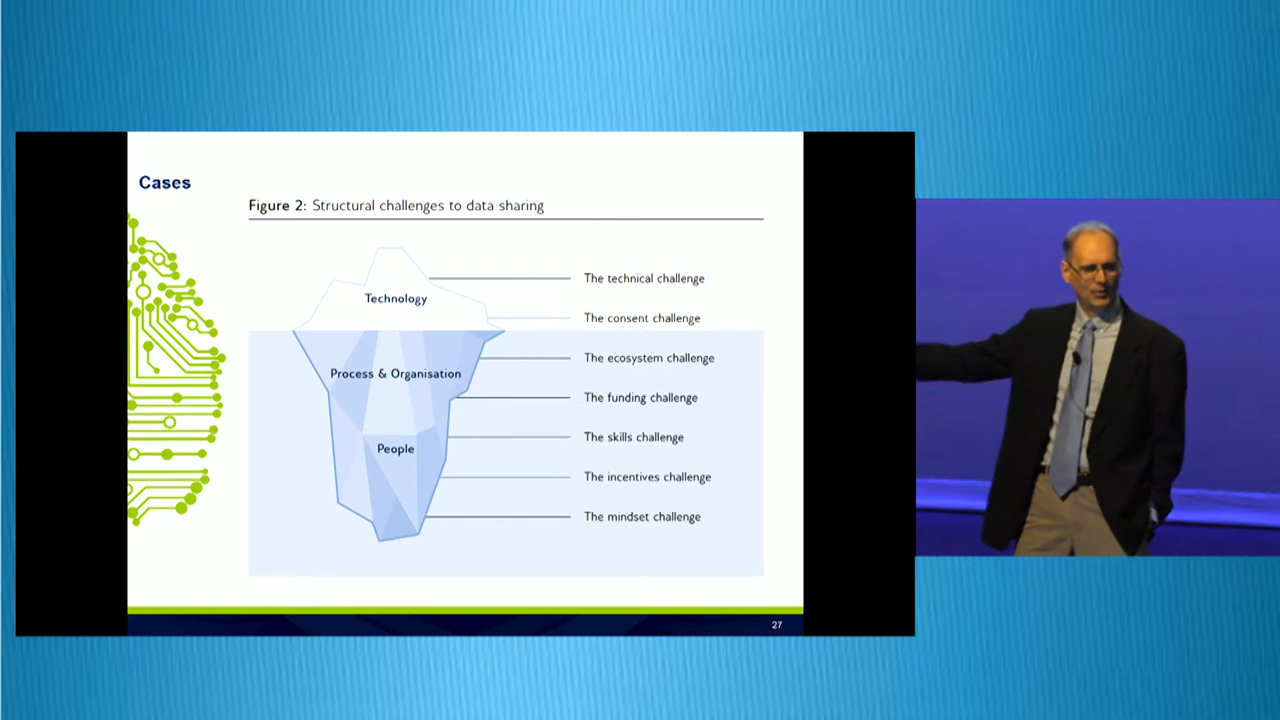 Cases
Figure 2: Structural challenges to data sharing
Technology
The technical challenge
The consent challenge
Process & Organisation
The ecosystem challenge
The funding challenge
People
The skills challenge
The incentives challenge
The mindset challenge
27